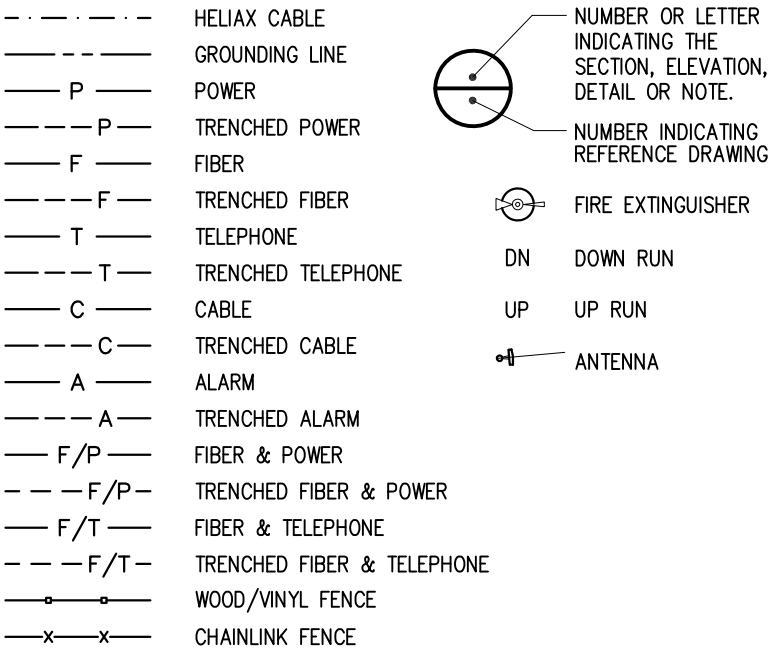 HELIAX CABLE
GROUNDING LINE
P POWER
P TRENCHED POWER
F FIBER
F TRENCHED FIBER
T TELEPHONE
T TRENCHED TELEPHONE
C CABLE
C TRENCHED CABLE
A ALARM
A TRENCHED ALARM
F/P FIBER & POWER
F/P TRENCHED FIBER & POWER
F/T FIBER & TELEPHONE
F/T TRENCHED FIBER & TELEPHONE
WOOD/VINYL FENCE
x x CHAINLINK FENCE
NUMBER OR LETTER
INDICATING THE
SECTION, ELEVATION,
DETAIL OR NOTE.
NUMBER INDICATING
REFERENCE DRAWING
FIRE EXTINGUISHER
DN DOWN RUN
UP UP RUN
ANTENNA